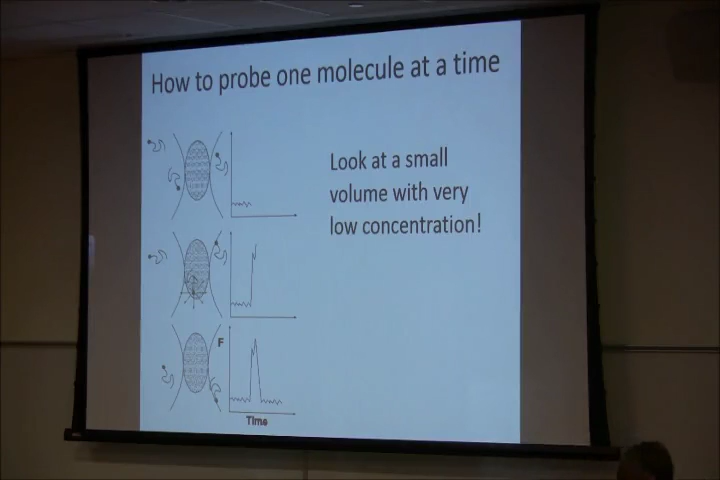 How to probe one molecule at a time
Look at a small
volume with very
low concentration!
F
Time